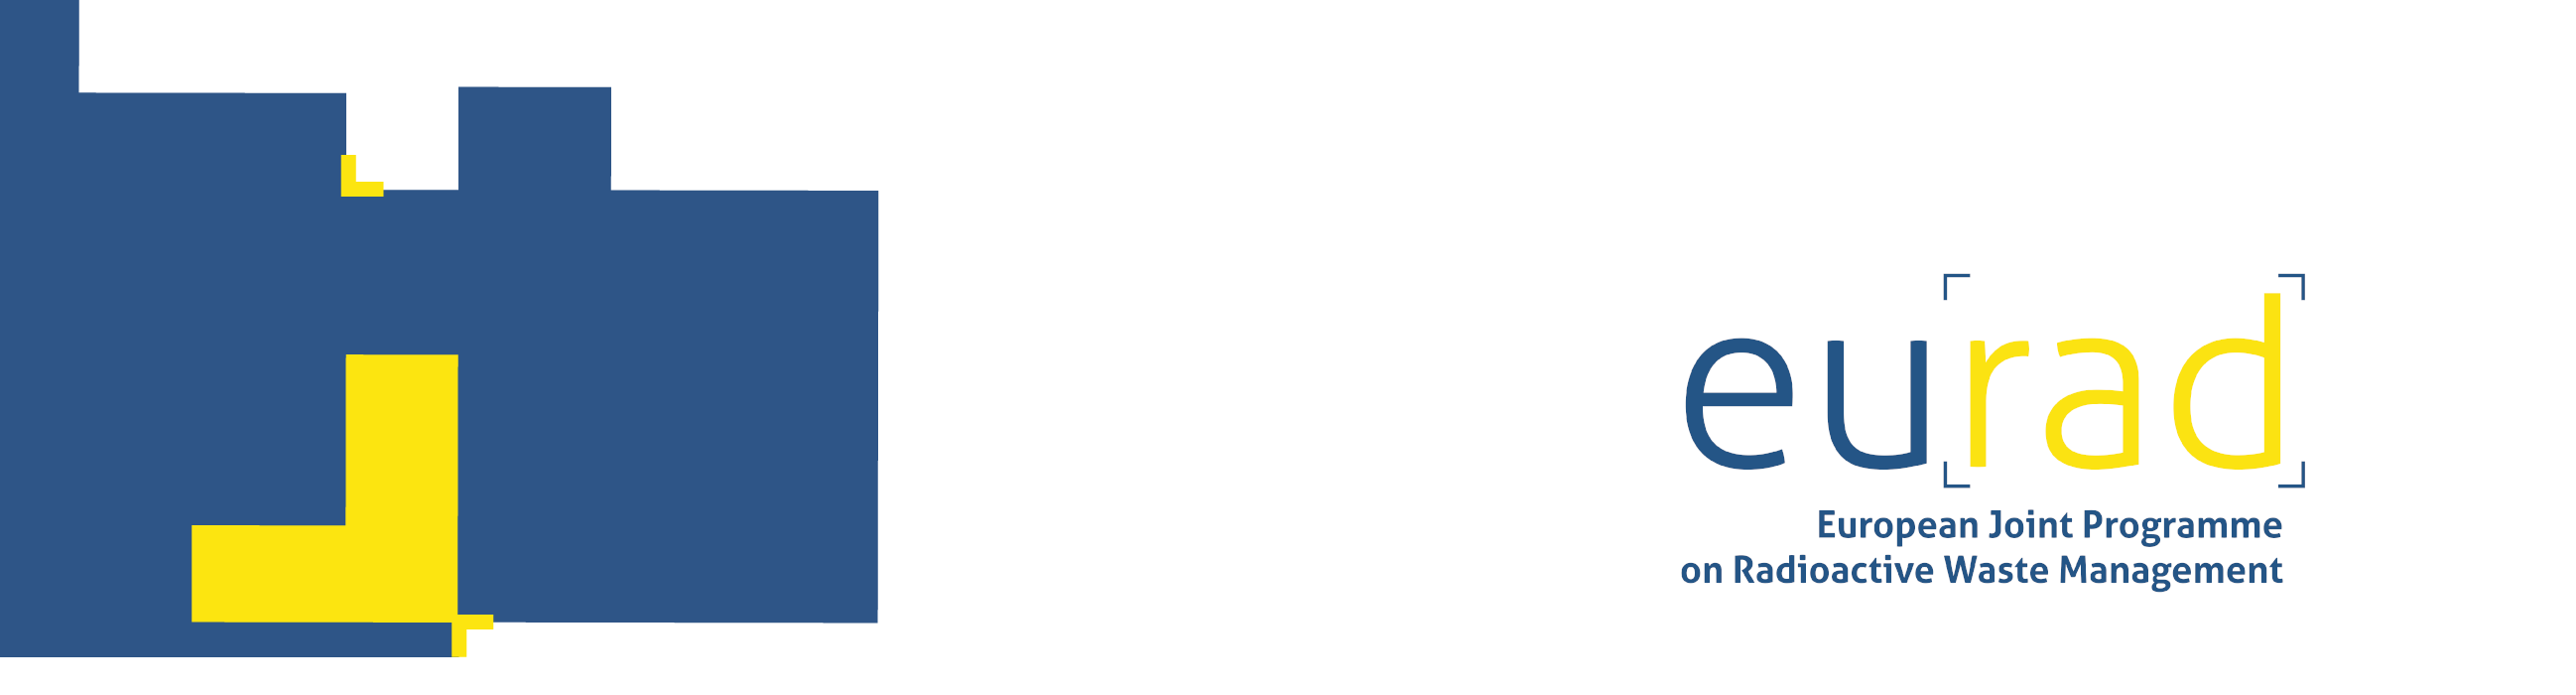 eurad
European Joint Programme
on Radioactive Waste Management